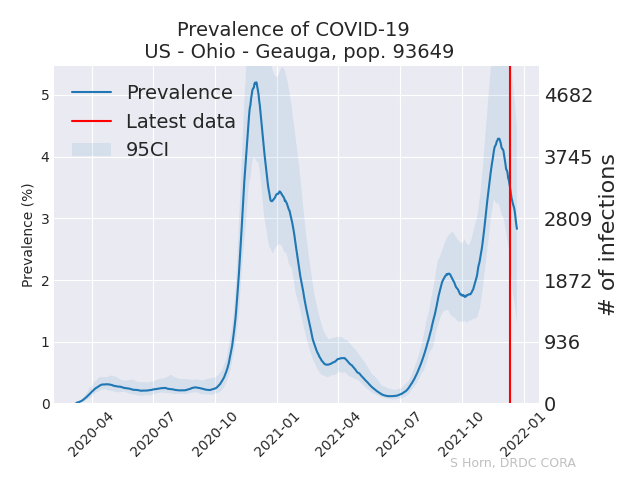 Prevalence of COVID-19
US - Ohio - Geauga, pop. 93649
Prevalence
Latest data
95CI
Prevalence (%)
5
4
3
2
1
0
4682
3745
2809
1872
936
0
# of infections
2020-04
2020-07
2020-10
2021-01
2021-04
2021-07
2021-10
2022-01
S Horn, DRDC CORA